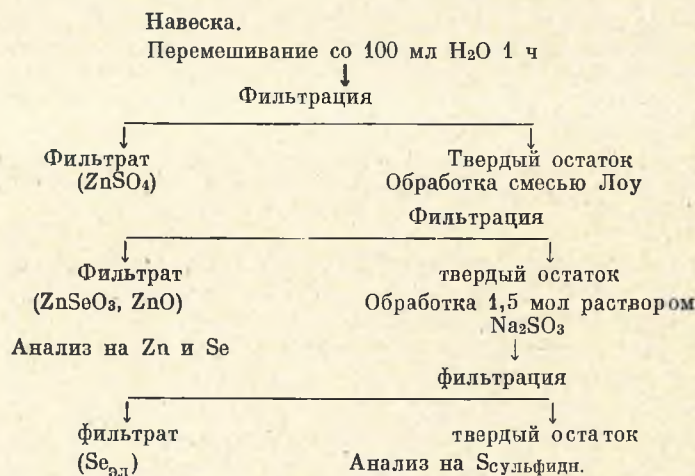 Навеска.
Перемешивание со 100 мл H₂O 1 ч
Фильтрация
Фильтрат
(ZnSO₄)
Твердый остаток
Обработка смесью Лоу
Фильтрация
Фильтрат
(ZnSeO₃, ZnO)
Анализ на Zn и Se
твердый остаток
Обработка 1,5 мол раствором
Na₂SO₃
фильтрация
фильтрат
(Seэл)
твердый остаток
Анализ на Sсульфидн.